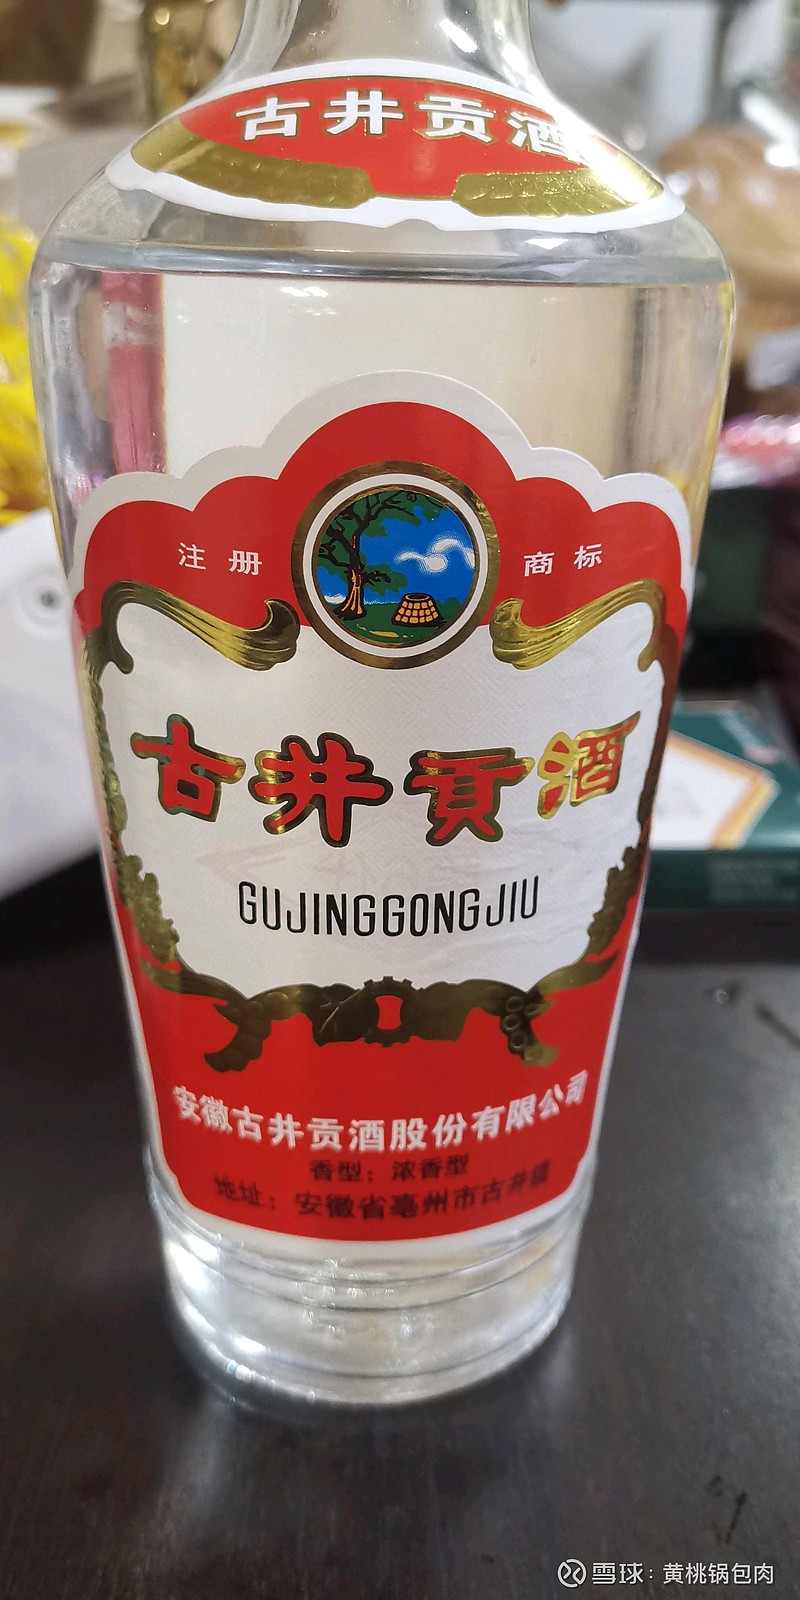 古井贡酒
注册 商标
古井贡酒
GUJINGGONGJIU
安徽古井贡酒股份有限公司
香型：浓香型
地址：安徽省亳州市古井镇
雪球：黄桃锅包肉